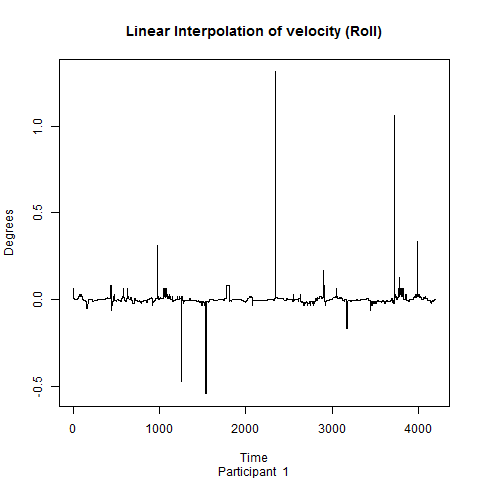 Linear Interpolation of velocity (Roll)
Degrees
1.0
0.5
0.0
-0.5
0 1000 2000 3000 4000
Time
Participant 1